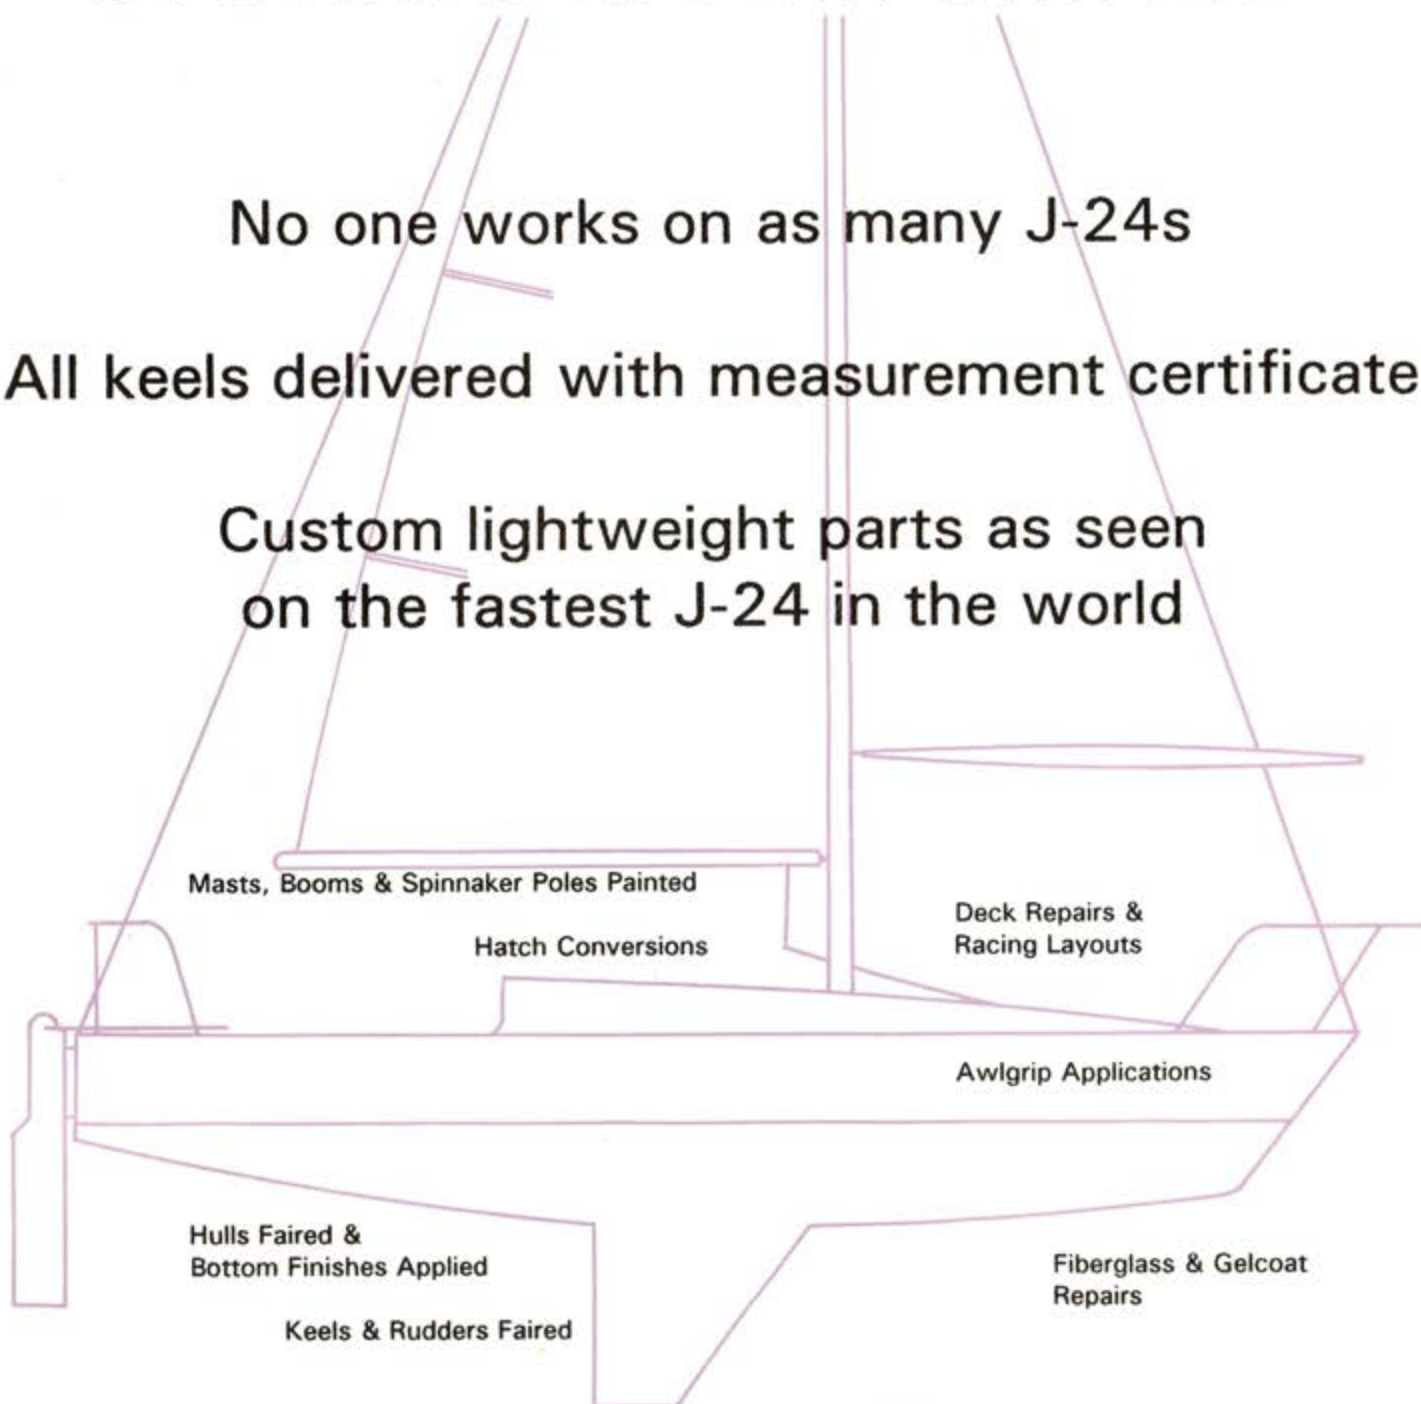 No one works on as many J-24s
All keels delivered with measurement certificate
Custom lightweight parts as seen
on the fastest J-24 in the world
Masts, Booms & Spinnaker Poles Painted
Deck Repairs &
Racing Layouts
Hatch Conversions
Awlgrip Applications
Hulls Faired &
Bottom Finishes Applied
Fiberglass & Gelcoat
Repairs
Keels & Rudders Faired